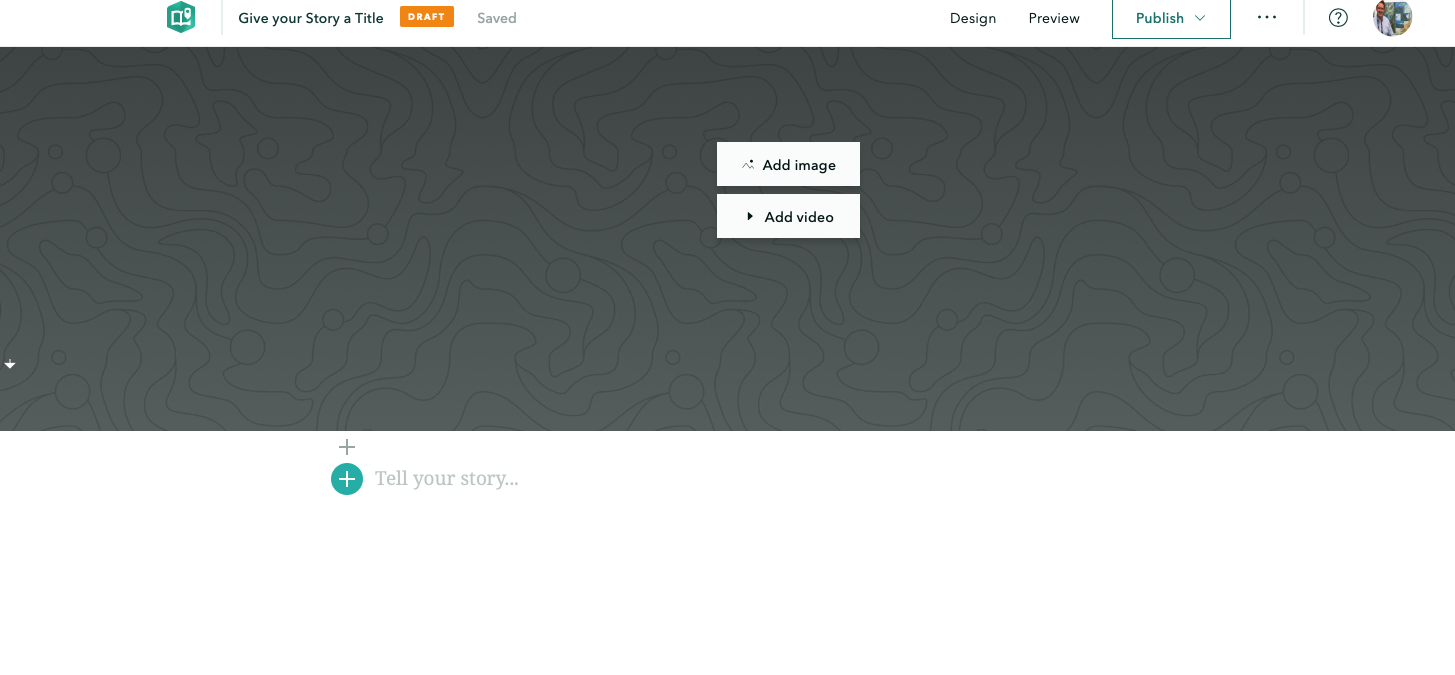 Give your Story a Title DRAFT Saved Design Preview Publish
Add image
Add video
Tell your story...